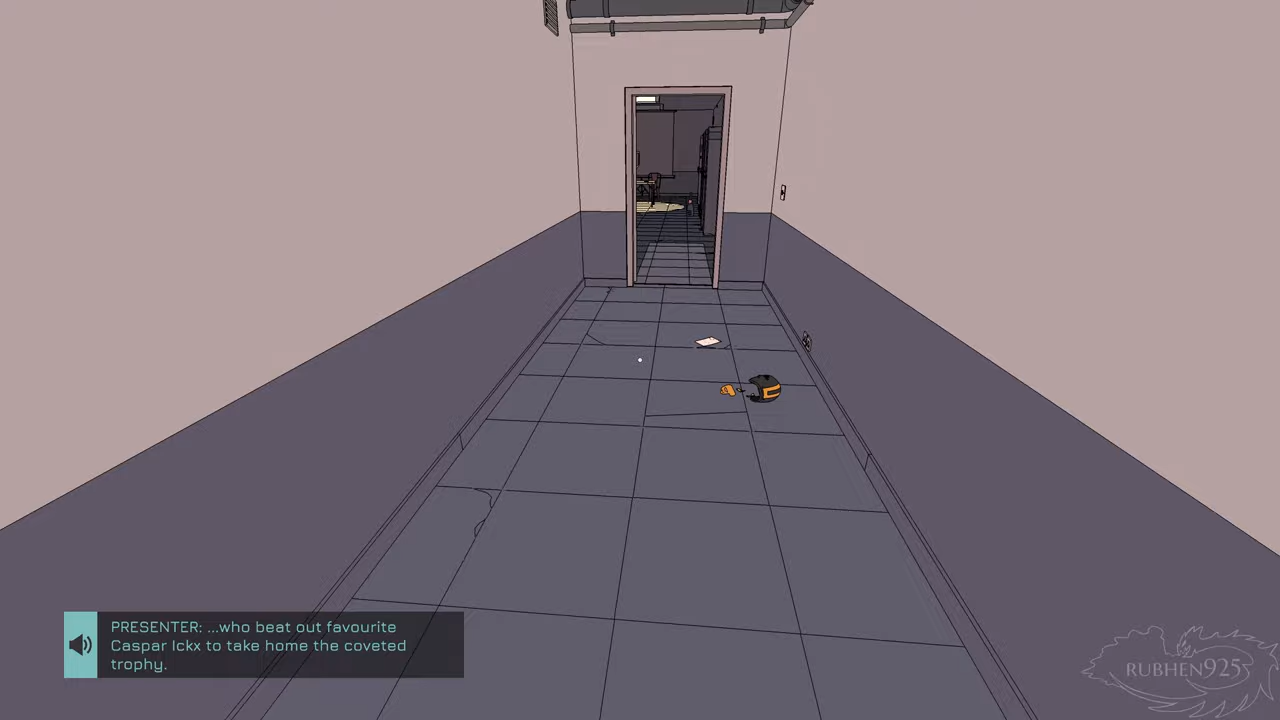 PRESENTER: ...who beat out favourite
Caspar Ickx to take home the coveted
trophy.
RUBHEN925